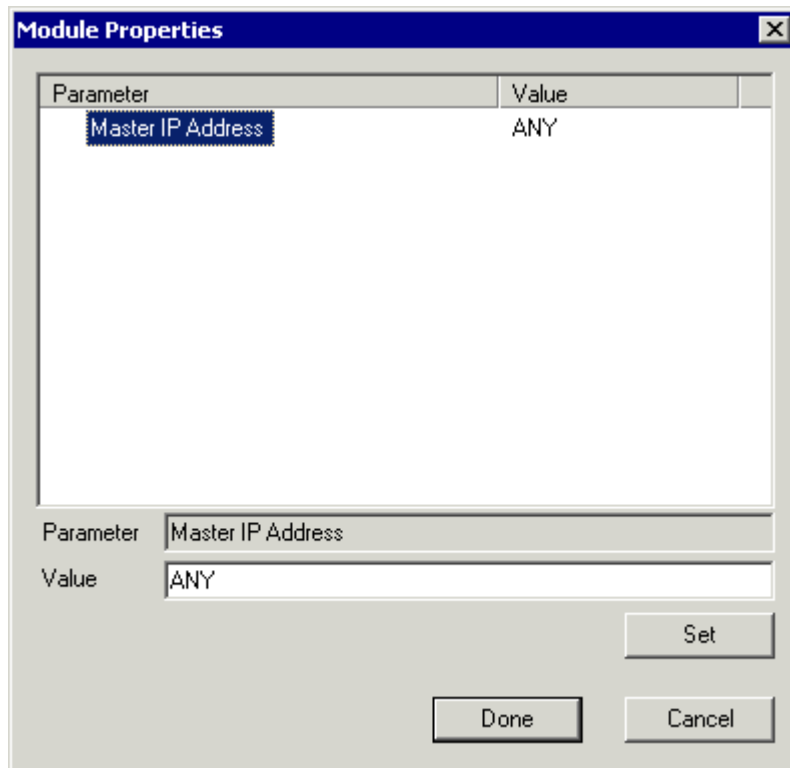 Module Properties
Parameter Value
Master IP Address ANY
Parameter Master IP Address
Value ANY
Set
Done Cancel